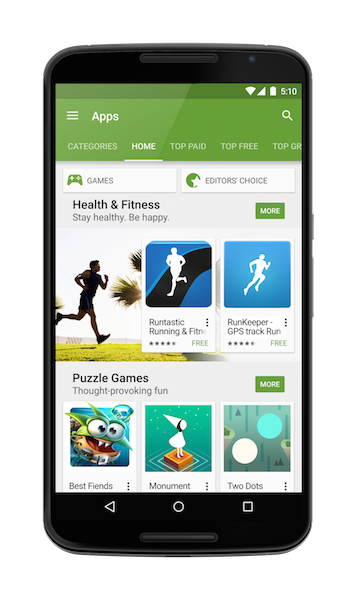 5:10
Apps
CATEGORIES HOME TOP PAID TOP FREE TOP GR
GAMES EDITORS' CHOICE
Health & Fitness
Stay healthy. Be happy.
MORE
Runtastic
Running & Fitne
FREE
RunKeeper -
GPS track Run
FREE
Puzzle Games
Thought-provoking fun
MORE
Best Fiends
Monument
Two Dots